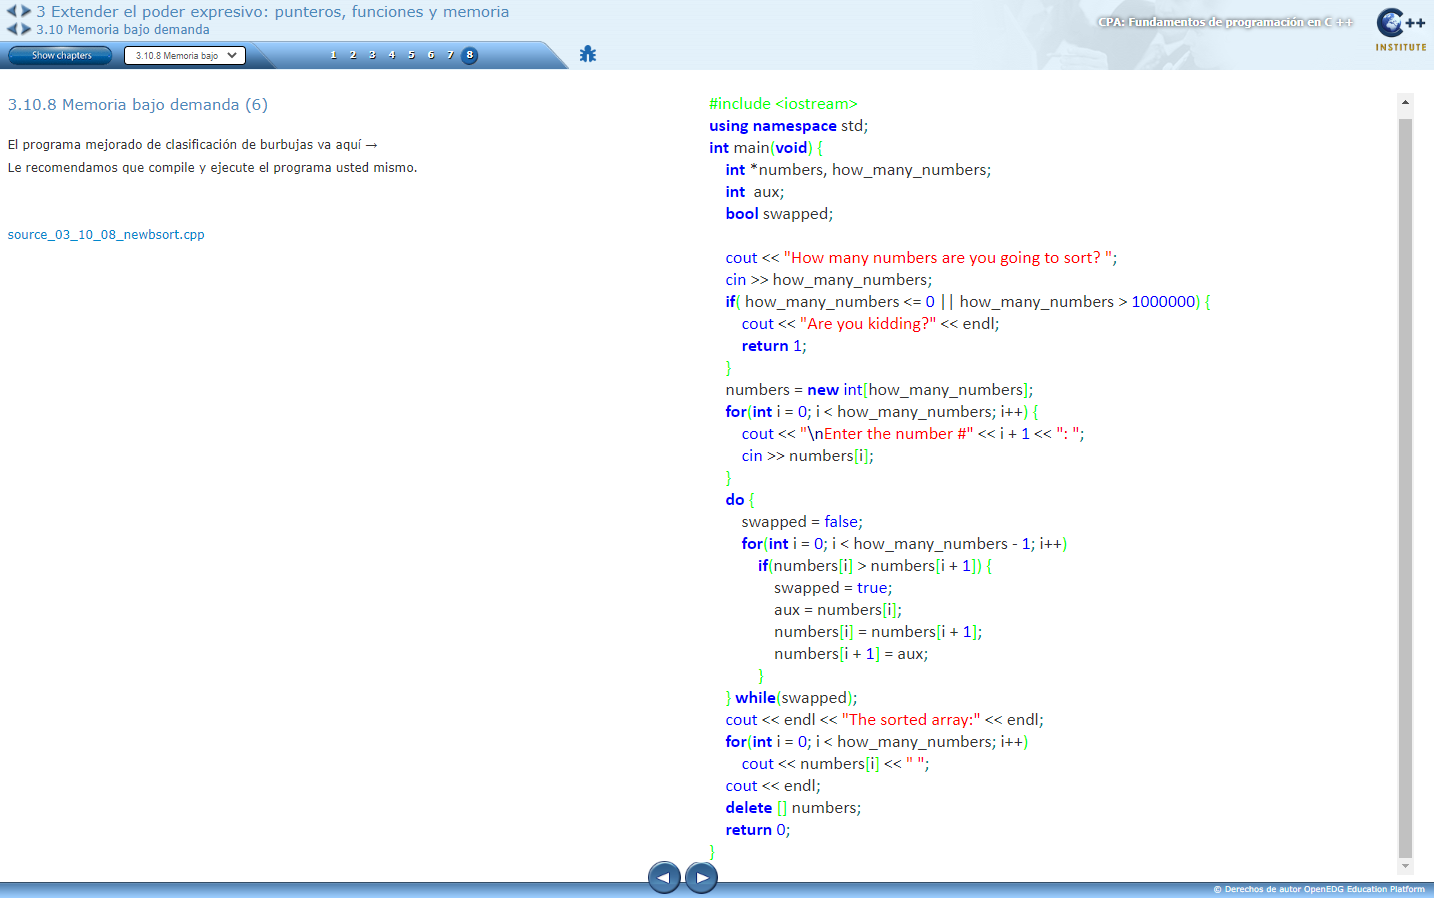 3 Extender el poder expresivo: punteros, funciones y memoria
3.10 Memoria bajo demanda
CPA: Fundamentos de programación en C ++
C++
INSTITUTE
Show chapters
3.10.8 Memoria bajo
1 2 3 4 5 6 7 8
3.10.8 Memoria bajo demanda (6)
El programa mejorado de clasificación de burbujas va aquí →
Le recomendamos que compile y ejecute el programa usted mismo.
source_03_10_08_newbsort.cpp
#include <iostream>
using namespace std;
int main(void) {
    int *numbers, how_many_numbers;
    int  aux;
    bool swapped;

    cout << "How many numbers are you going to sort? ";
    cin >> how_many_numbers;
    if( how_many_numbers <= 0 || how_many_numbers > 1000000) {
        cout << "Are you kidding?" << endl;
        return 1;
    }
    numbers = new int[how_many_numbers];
    for(int i = 0; i < how_many_numbers; i++) {
        cout << "\nEnter the number #" << i + 1 << ": ";
        cin >> numbers[i];
    }
    do {
        swapped = false;
        for(int i = 0; i < how_many_numbers - 1; i++)
            if(numbers[i] > numbers[i + 1]) {
                swapped = true;
                aux = numbers[i];
                numbers[i] = numbers[i + 1];
                numbers[i + 1] = aux;
            }
    } while(swapped);
    cout << endl << "The sorted array:" << endl;
    for(int i = 0; i < how_many_numbers; i++)
        cout << numbers[i] << " ";
    cout << endl;
    delete [] numbers;
    return 0;
}
© Derechos de autor OpenEDG Education Platform